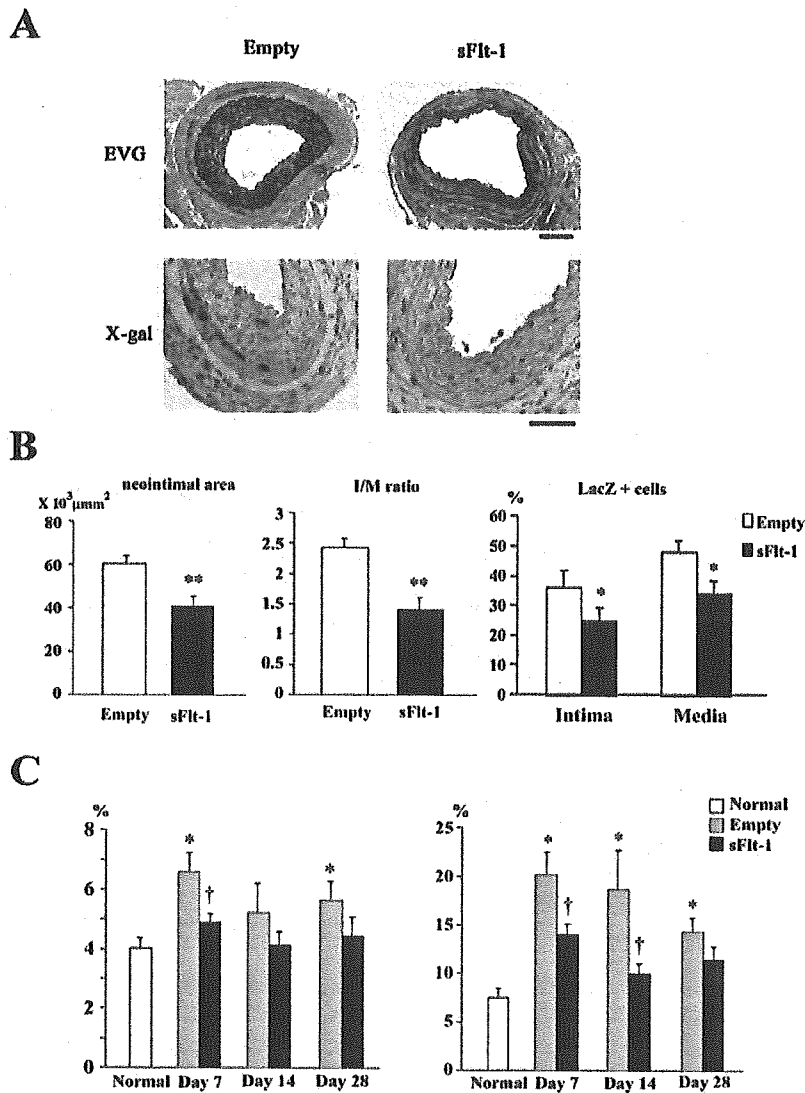 A
Empty sFlt-1
EVG
X-gal
B
neointimal area
X 10³μmm²
80
60
40
20
0
**
Empty sFlt-1
I/M ratio
3
2.5
2
1.5
1
0.5
0
**
Empty sFlt-1
LacZ + cells
%
60
50
40
30
20
10
0
*
*
Intima Media
Empty
sFlt-1
C
%
8
6
4
2
0
*
†
*
Normal Day 7 Day 14 Day 28
%
25
20
15
10
5
0
*
†
*
†
*
Normal Day 7 Day 14 Day 28
Normal
Empty
sFlt-1